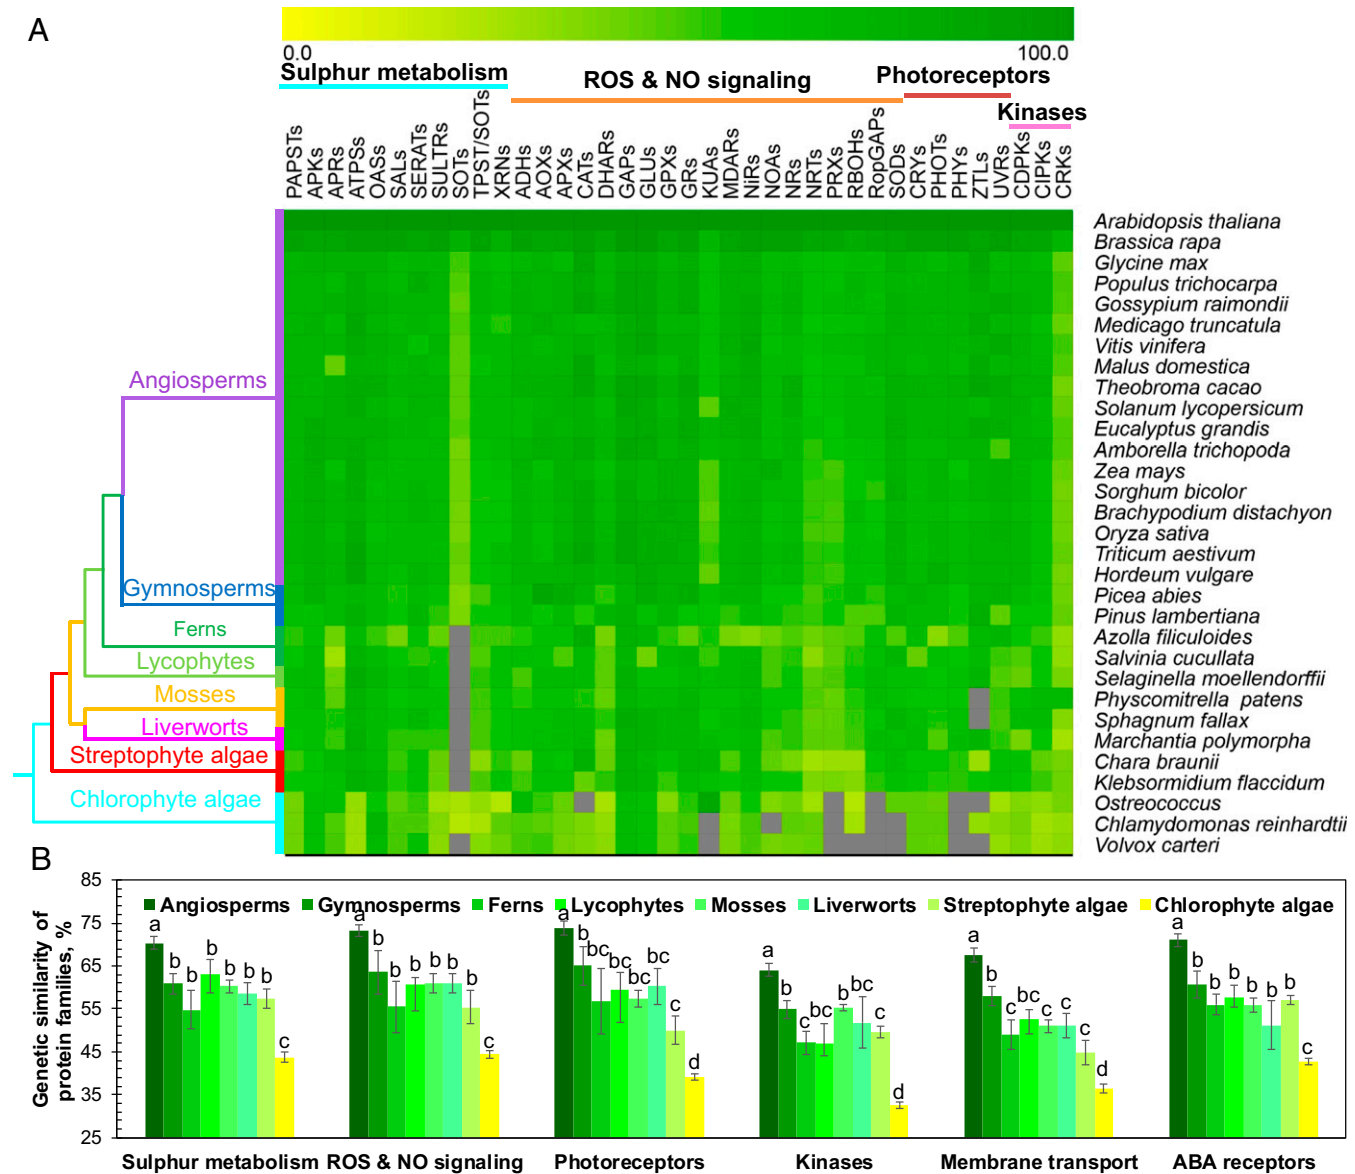 A
0.0
100.0
Sulphur metabolism
ROS & NO signaling
Photoreceptors
Kinases
PAPSTs
APKs
APRs
ATPSs
OASs
SALs
SERATs
SULTRs
SOTs
TPST/SOTs
XRNs
ADHs
AOXs
APXs
CATs
DHARs
GAPs
GLUs
GPXs
GRs
KUAs
MDARs
NiRs
NOAs
NRs
NRTs
PRXs
RBOHs
RopGAPs
SODs
CRYs
PHOTs
PHYs
ZTLs
UVRs
CDPKs
CIPKs
CRKs
Arabidopsis thaliana
Brassica rapa
Glycine max
Populus trichocarpa
Gossypium raimondii
Medicago truncatula
Vitis vinifera
Malus domestica
Theobroma cacao
Solanum lycopersicum
Eucalyptus grandis
Amborella trichopoda
Zea mays
Sorghum bicolor
Brachypodium distachyon
Oryza sativa
Triticum aestivum
Hordeum vulgare
Picea abies
Pinus lambertiana
Azolla filiculoides
Salvinia cucullata
Selaginella moellendorffii
Physcomitrella patens
Sphagnum fallax
Marchantia polymorpha
Chara braunii
Klebsormidium flaccidum
Ostreococcus
Chlamydomonas reinhardtii
Volvox carteri
Angiosperms
Gymnosperms
Ferns
Lycophytes
Mosses
Liverworts
Streptophyte algae
Chlorophyte algae
B
Genetic similarity of
protein families, %
85
75
65
55
45
35
25
Angiosperms Gymnosperms Ferns Lycophytes Mosses Liverworts Streptophyte algae Chlorophyte algae
a b b b b b b c
a b b b b b b c
a b bc bc bc bc c d
a b c bc b bc c d
a b c bc c c c d
a b b b b b b c
Sulphur metabolism ROS & NO signaling Photoreceptors Kinases Membrane transport ABA receptors